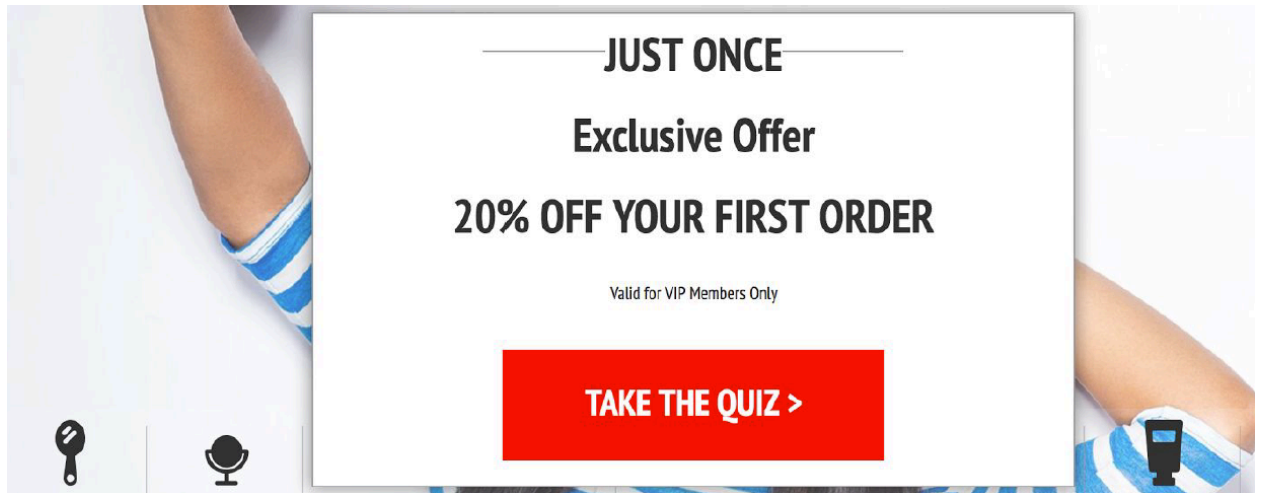 JUST ONCE
Exclusive Offer
20% OFF YOUR FIRST ORDER
Valid for VIP Members Only
TAKE THE QUIZ >